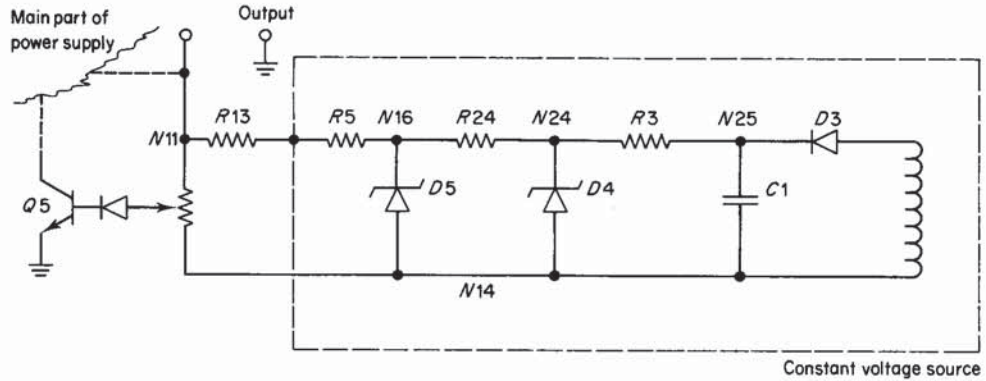 Main part of
power supply
Output
N11
R13
R5
N16
R24
N24
R3
N25
D3
Q5
D5
D4
C1
N14
Constant voltage source